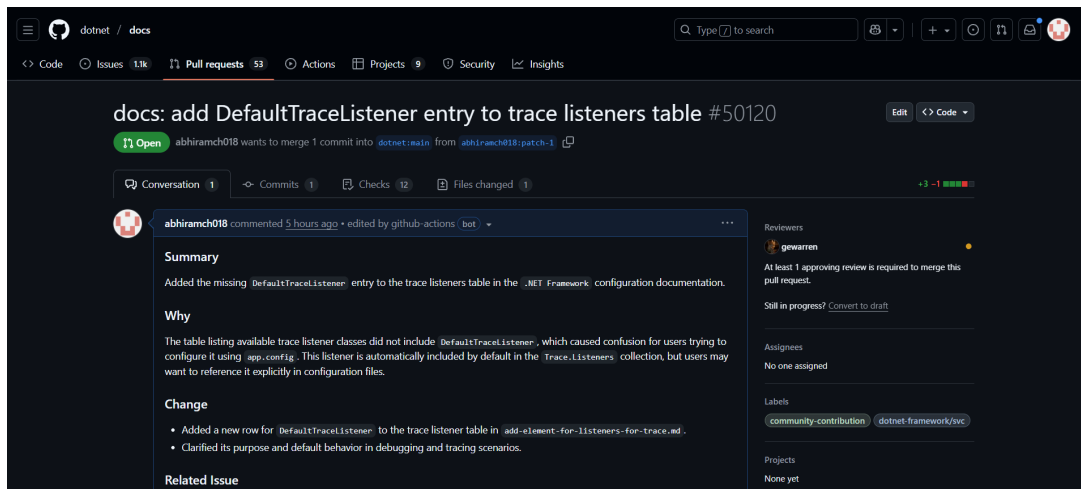 dotnet / docs
Type / to search
Code
Issues 1.1k
Pull requests 53
Actions
Projects 9
Security
Insights
docs: add DefaultTraceListener entry to trace listeners table #50120
Edit
Code
Open
abhiramch018 wants to merge 1 commit into dotnet:main from abhiramch018:patch-1
Conversation 1
Commits 1
Checks 12
Files changed 1
+3 −1
abhiramch018 commented 5 hours ago • edited by github-actions bot
Summary
Added the missing DefaultTraceListener entry to the trace listeners table in the .NET Framework configuration documentation.
Why
The table listing available trace listener classes did not include DefaultTraceListener, which caused confusion for users trying to
configure it using app.config. This listener is automatically included by default in the Trace.Listeners collection, but users may
want to reference it explicitly in configuration files.
Change
• Added a new row for DefaultTraceListener to the trace listener table in add-element-for-listeners-for-trace.md.
• Clarified its purpose and default behavior in debugging and tracing scenarios.
Related Issue
Reviewers
gewarren
At least 1 approving review is required to merge this
pull request.
Still in progress? Convert to draft
Assignees
No one assigned
Labels
community-contribution
dotnet-framework/svc
Projects
None yet